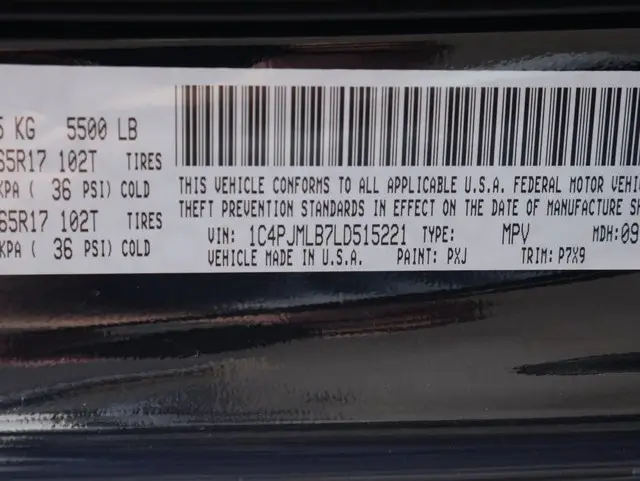 5 KG 5500 LB
65R17 102T TIRES
KPA ( 36 PSI) COLD
65R17 102T TIRES
KPA ( 36 PSI) COLD
THIS VEHICLE CONFORMS TO ALL APPLICABLE U.S.A. FEDERAL MOTOR VEHI
THEFT PREVENTION STANDARDS IN EFFECT ON THE DATE OF MANUFACTURE SH
VIN: 1C4PJMLB7LD515221 TYPE: MPV MDH:09
VEHICLE MADE IN U.S.A. PAINT: PXJ TRIM: P7X9